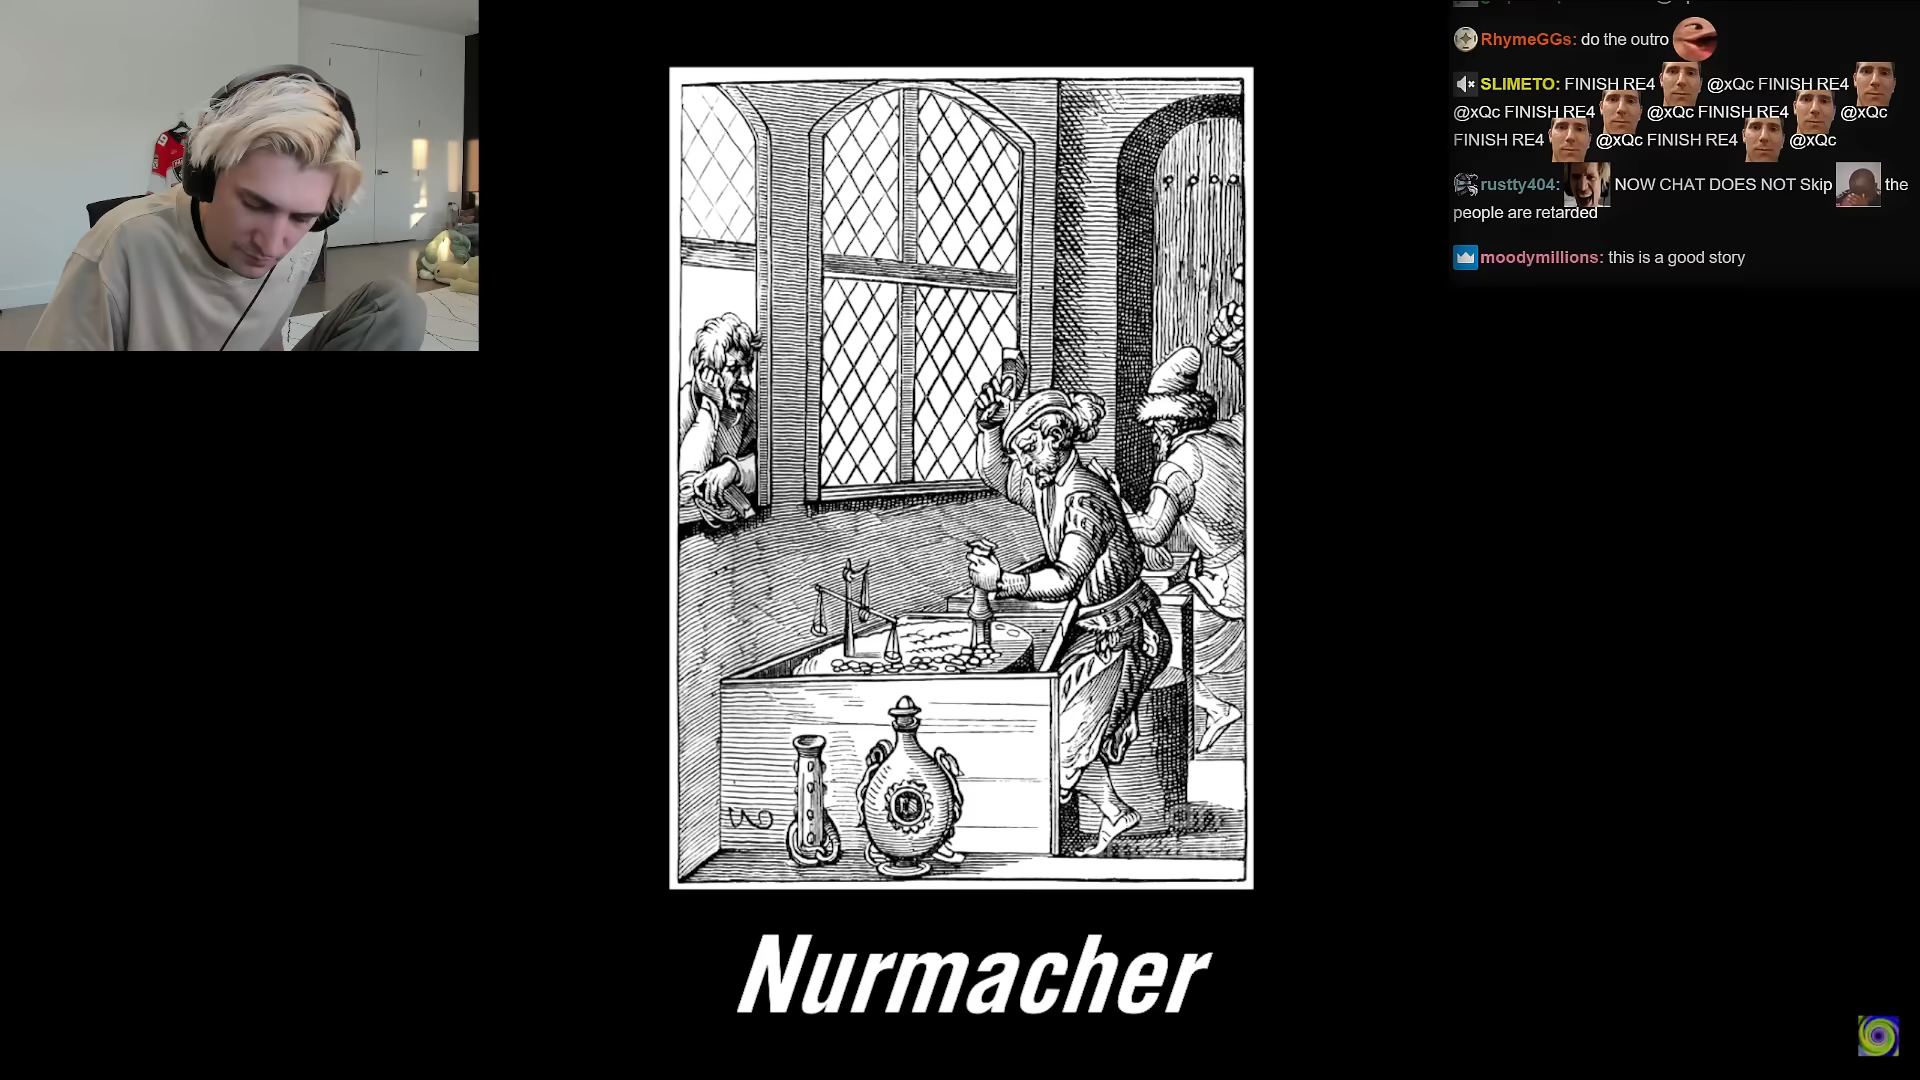 RhymeGGs: do the outro
SLIMETO: FINISH RE4 @xQc FINISH RE4
@xQc FINISH RE4 @xQc FINISH RE4 @xQc
FINISH RE4 @xQc FINISH RE4 @xQc
rustty404: NOW CHAT DOES NOT Skip the
people are retarded
moodymillions: this is a good story
Nurmacher